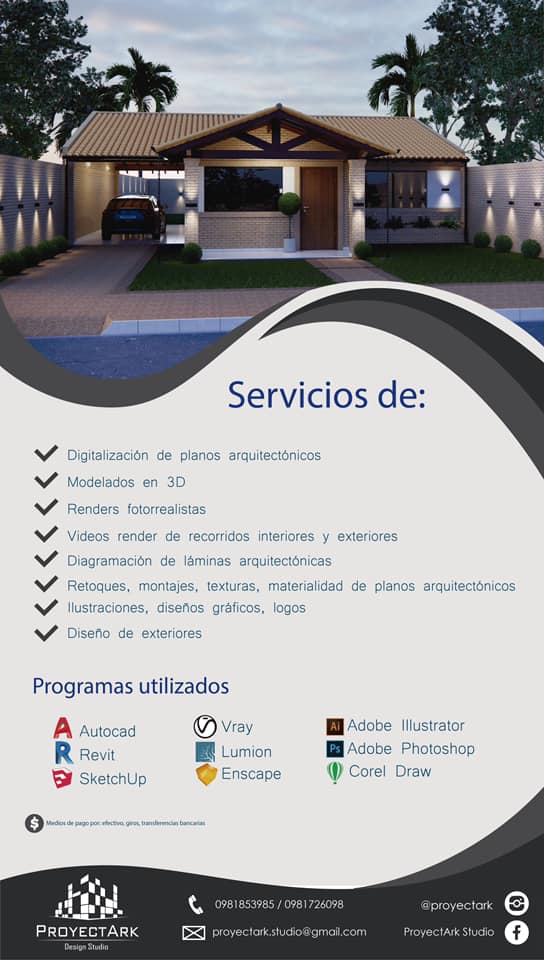 Servicios de:
Digitalización de planos arquitectónicos
Modelados en 3D
Renders fotorrealistas
Videos render de recorridos interiores y exteriores
Diagramación de láminas arquitectónicas
Retoques, montajes, texturas, materialidad de planos arquitectónicos
Ilustraciones, diseños gráficos, logos
Diseño de exteriores
Programas utilizados
Autocad
Revit
SketchUp
Vray
Lumion
Enscape
Ai Adobe Illustrator
Ps Adobe Photoshop
Corel Draw
$ Medios de pago por: efectivo, giros, transferencias bancarias
PROYECTARK
Design Studio
0981853985 / 0981726098
proyectark.studio@gmail.com
@proyectark
ProyectArk Studio